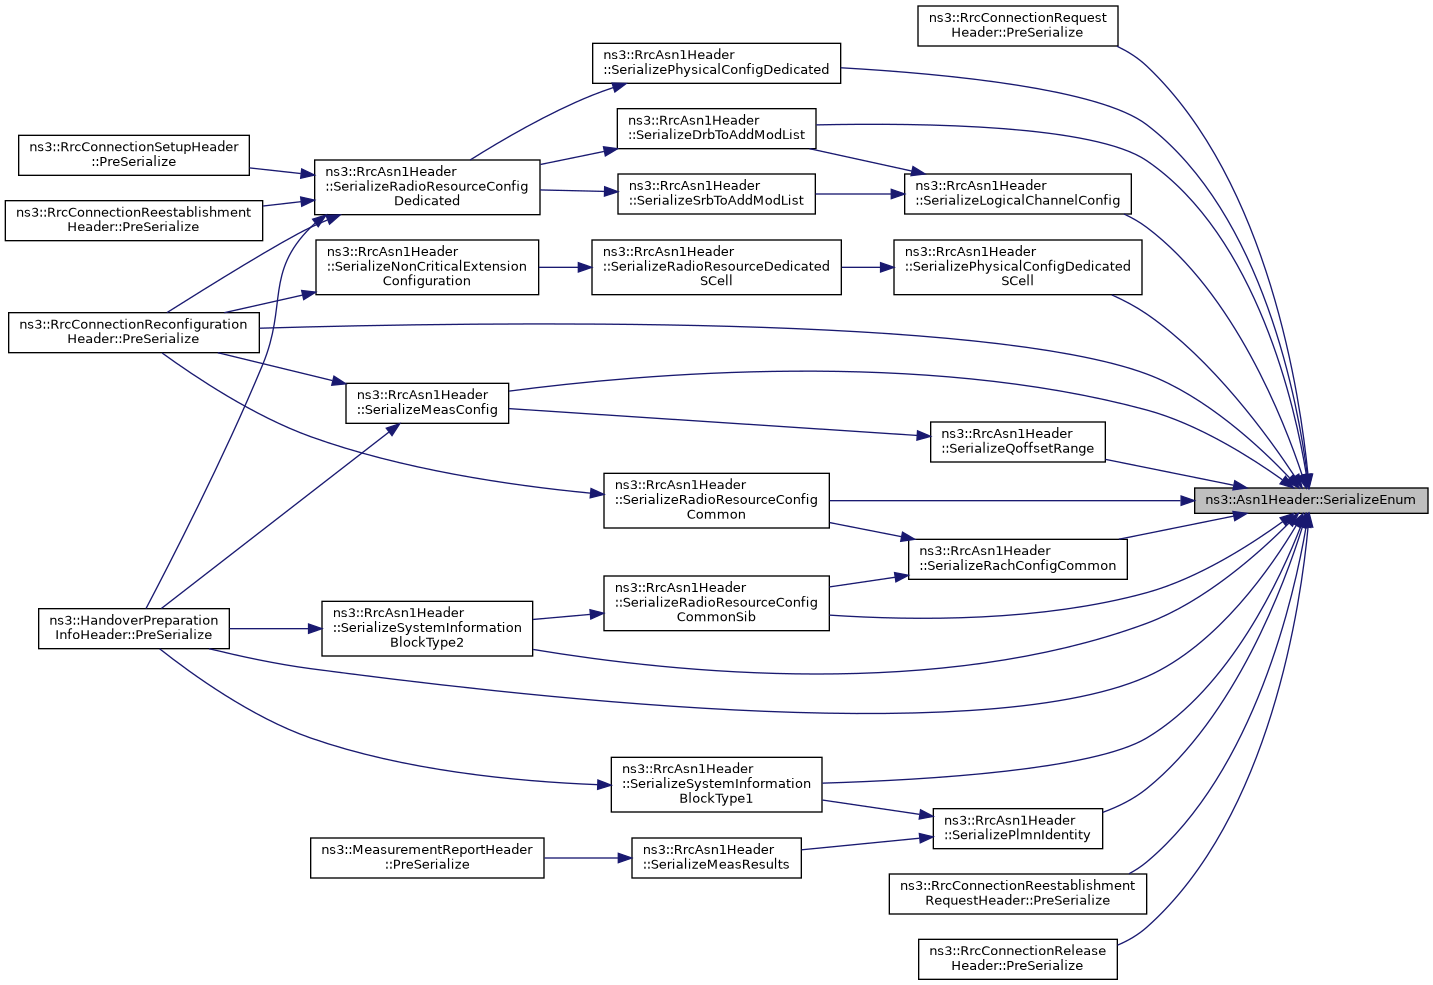 ns3::RrcConnectionRequest
Header::PreSerialize
ns3::RrcAsn1Header
::SerializePhysicalConfigDedicated
ns3::RrcAsn1Header
::SerializeDrbToAddModList
ns3::RrcConnectionSetupHeader
::PreSerialize
ns3::RrcAsn1Header
::SerializeRadioResourceConfig
Dedicated
ns3::RrcAsn1Header
::SerializeSrbToAddModList
ns3::RrcAsn1Header
::SerializeLogicalChannelConfig
ns3::RrcConnectionReestablishment
Header::PreSerialize
ns3::RrcAsn1Header
::SerializeNonCriticalExtension
Configuration
ns3::RrcAsn1Header
::SerializeRadioResourceDedicated
SCell
ns3::RrcAsn1Header
::SerializePhysicalConfigDedicated
SCell
ns3::RrcConnectionReconfiguration
Header::PreSerialize
ns3::RrcAsn1Header
::SerializeMeasConfig
ns3::RrcAsn1Header
::SerializeQoffsetRange
ns3::RrcAsn1Header
::SerializeRadioResourceConfig
Common
ns3::Asn1Header::SerializeEnum
ns3::RrcAsn1Header
::SerializeRachConfigCommon
ns3::RrcAsn1Header
::SerializeRadioResourceConfig
CommonSib
ns3::HandoverPreparation
InfoHeader::PreSerialize
ns3::RrcAsn1Header
::SerializeSystemInformation
BlockType2
ns3::RrcAsn1Header
::SerializeSystemInformation
BlockType1
ns3::RrcAsn1Header
::SerializePlmnIdentity
ns3::MeasurementReportHeader
::PreSerialize
ns3::RrcAsn1Header
::SerializeMeasResults
ns3::RrcConnectionReestablishment
RequestHeader::PreSerialize
ns3::RrcConnectionRelease
Header::PreSerialize